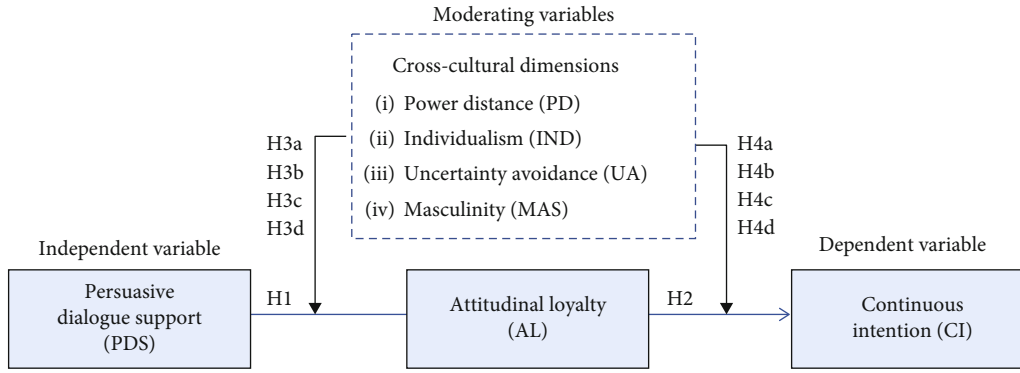 Moderating variables
Cross-cultural dimensions
(i) Power distance (PD)
(ii) Individualism (IND)
(iii) Uncertainty avoidance (UA)
(iv) Masculinity (MAS)
H3a
H3b
H3c
H3d
H4a
H4b
H4c
H4d
Independent variable
Persuasive
dialogue support
(PDS)
H1
Attitudinal loyalty
(AL)
H2
Dependent variable
Continuous
intention (CI)